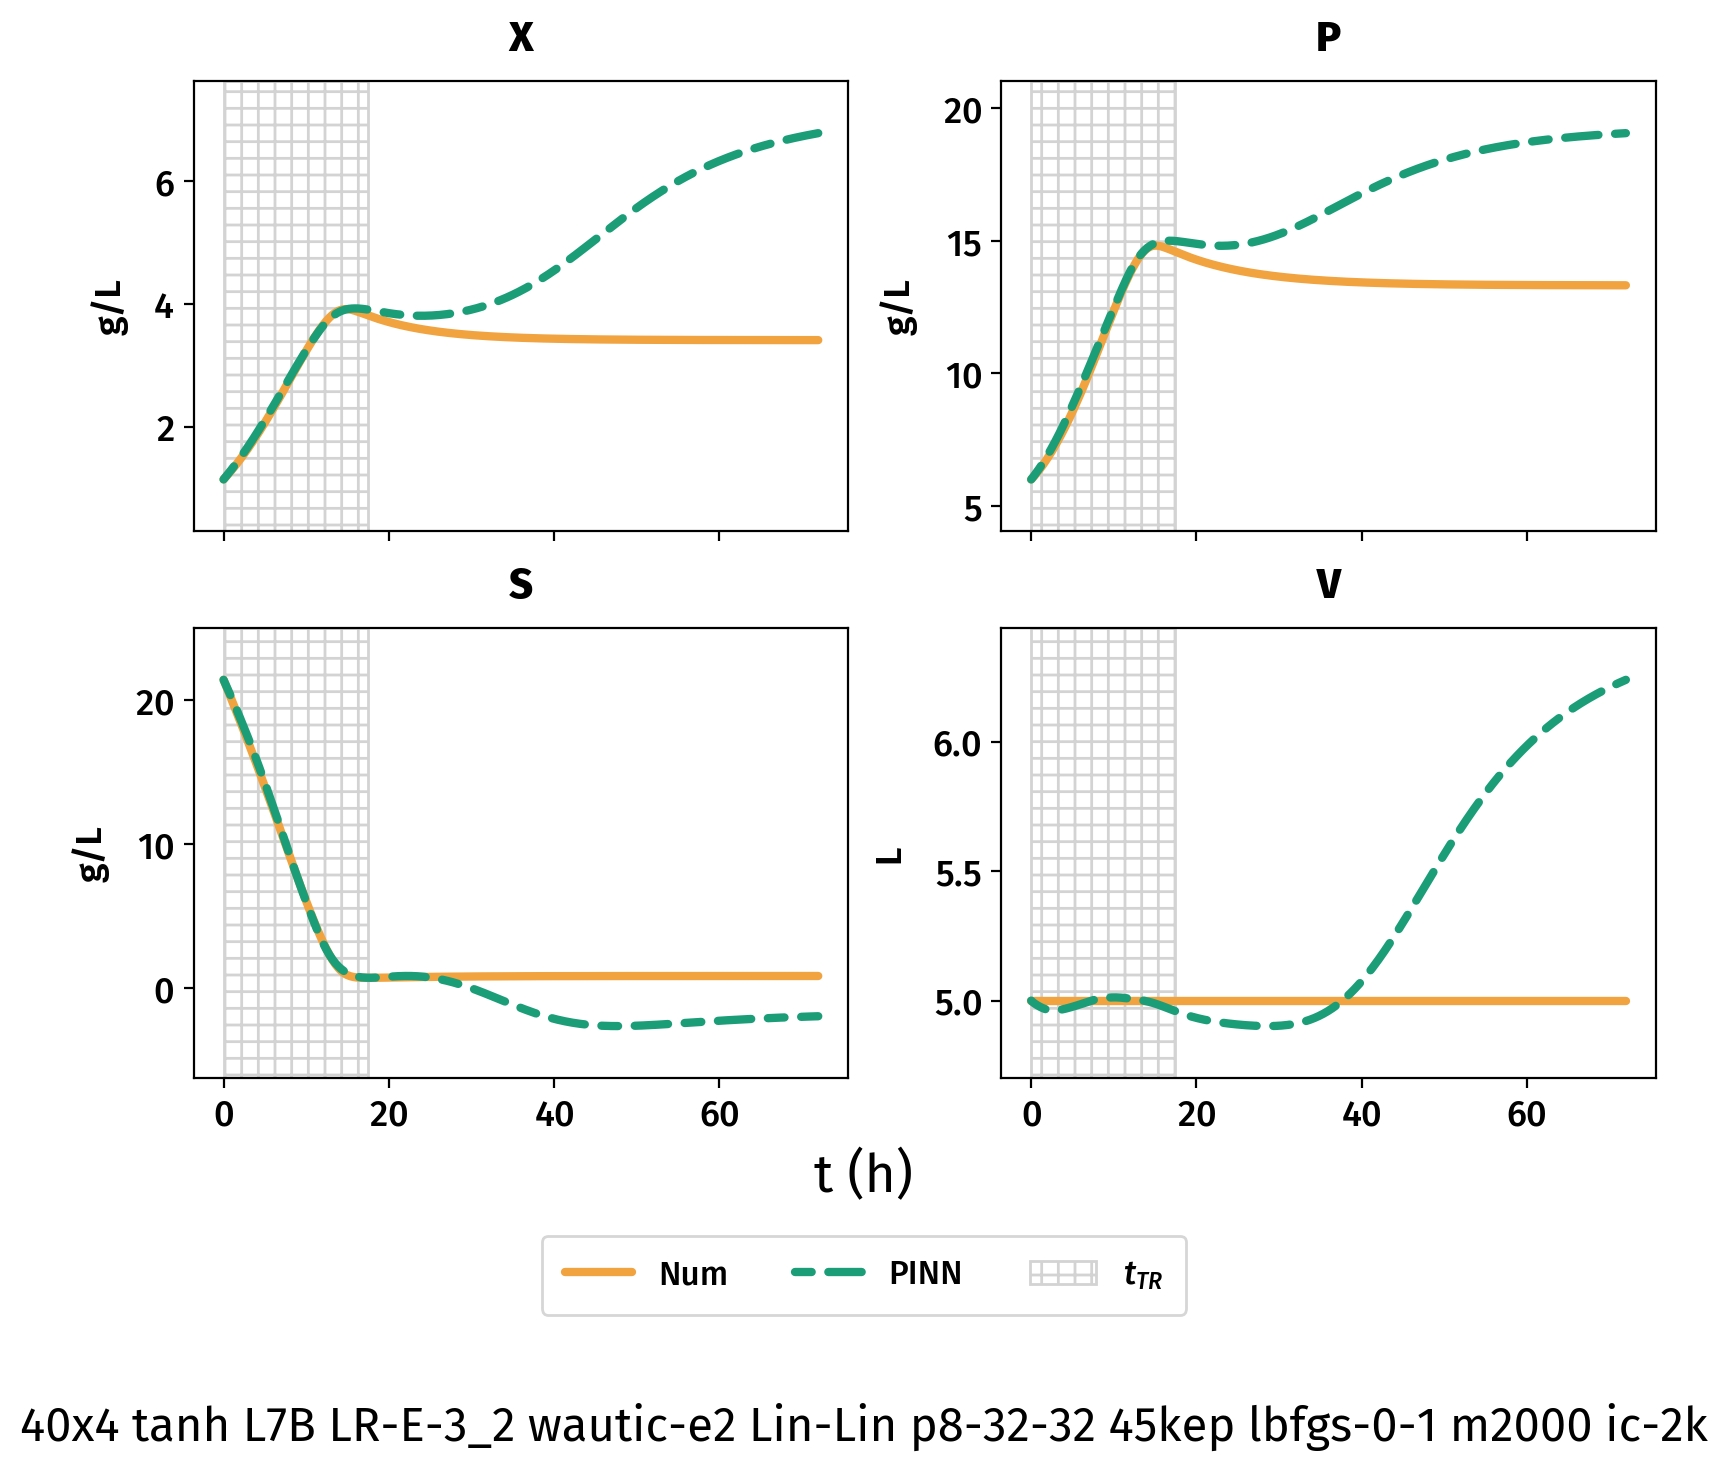 X
P
g/L
6
4
2
g/L
20
15
10
5
S
V
g/L
20
10
0
L
6.0
5.5
5.0
0 20 40 60
0 20 40 60
t (h)
Num PINN t_TR
40x4 tanh L7B LR-E-3_2 wautic-e2 Lin-Lin p8-32-32 45kep lbfgs-0-1 m2000 ic-2k